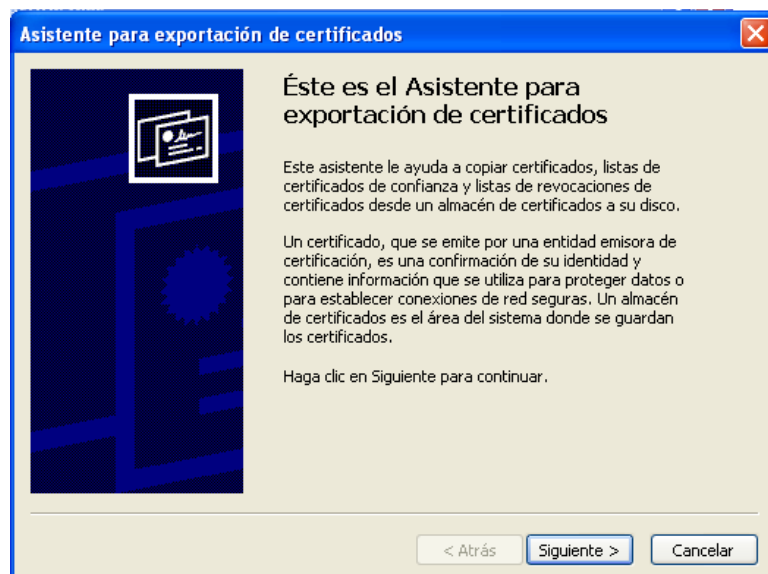 Asistente para exportación de certificados
Éste es el Asistente para
exportación de certificados
Este asistente le ayuda a copiar certificados, listas de
certificados de confianza y listas de revocaciones de
certificados desde un almacén de certificados a su disco.
Un certificado, que se emite por una entidad emisora de
certificación, es una confirmación de su identidad y
contiene información que se utiliza para proteger datos o
para establecer conexiones de red seguras. Un almacén
de certificados es el área del sistema donde se guardan
los certificados.
Haga clic en Siguiente para continuar.
< Atrás Siguiente > Cancelar